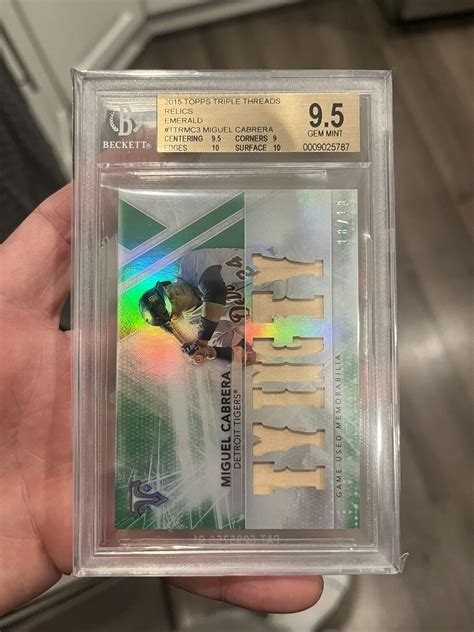 BECKETT
2015 TOPPS TRIPLE THREADS
RELICS
EMERALD
#TTRMC3 MIGUEL CABRERA
CENTERING 9.5 CORNERS 9
EDGES 10 SURFACE 10
9.5
GEM MINT
0009025787
MIGUEL CABRERA
DETROIT TIGERS®
GAME-USED MEMORABILIA